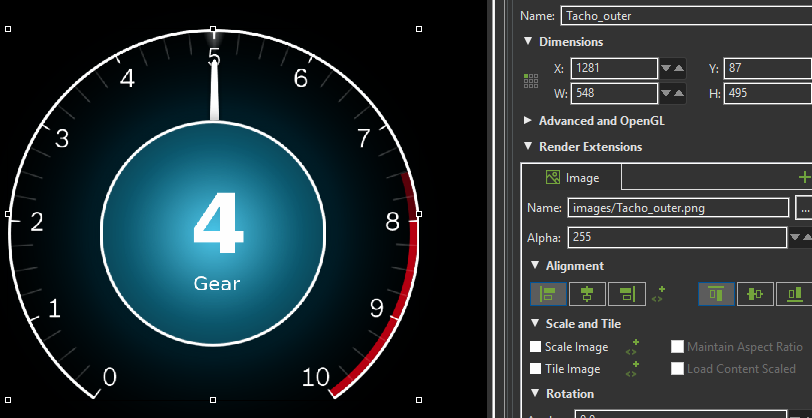 5
4
6
3
7
2
8
4
Gear
1
9
0
10
Name: Tacho_outer
Dimensions
X: 1281 Y: 87
W: 548 H: 495
Advanced and OpenGL
Render Extensions
Image
Name: images/Tacho_outer.png ...
Alpha: 255
Alignment
Scale and Tile
Scale Image Maintain Aspect Ratio
Tile Image Load Content Scaled
Rotation